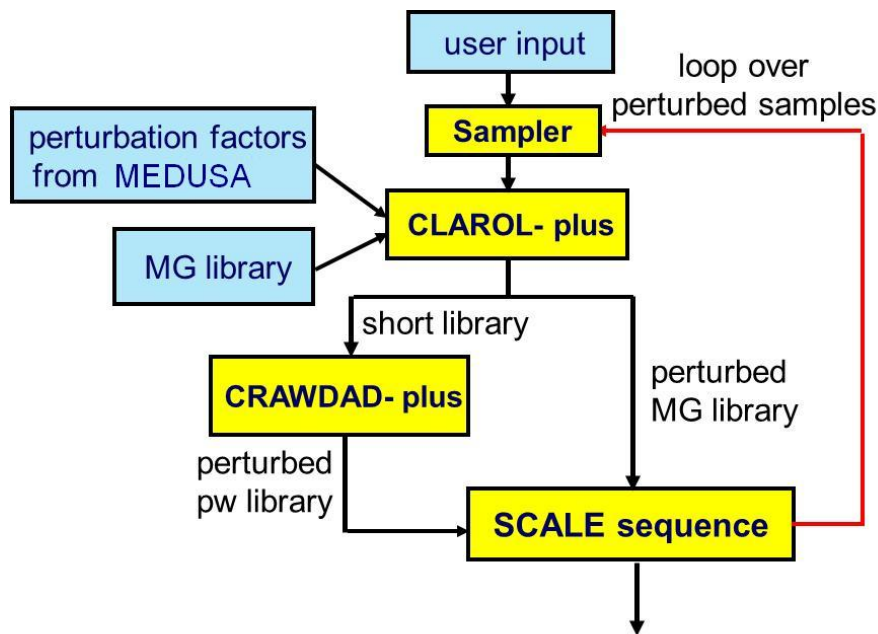 user input
loop over
perturbed samples
Sampler
perturbation factors
from MEDUSA
CLAROL- plus
MG library
short library
CRAWDAD- plus
perturbed
MG library
perturbed
pw library
SCALE sequence